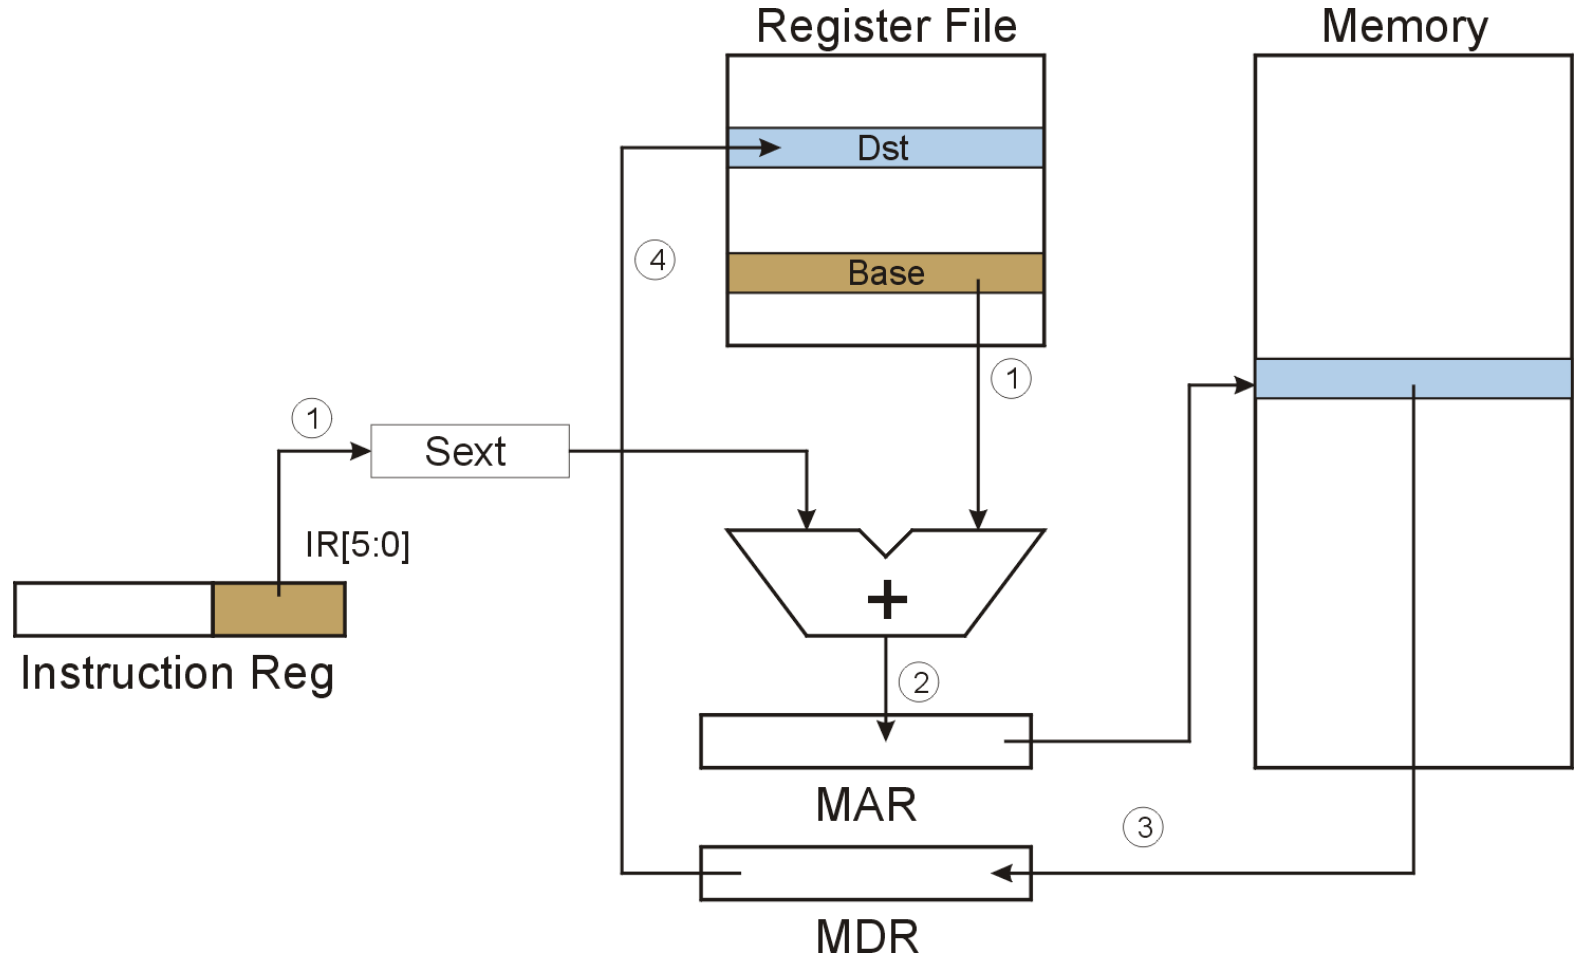 Register File
Memory
Dst
4
Base
1
1
Sext
IR[5:0]
+
Instruction Reg
2
MAR
3
MDR